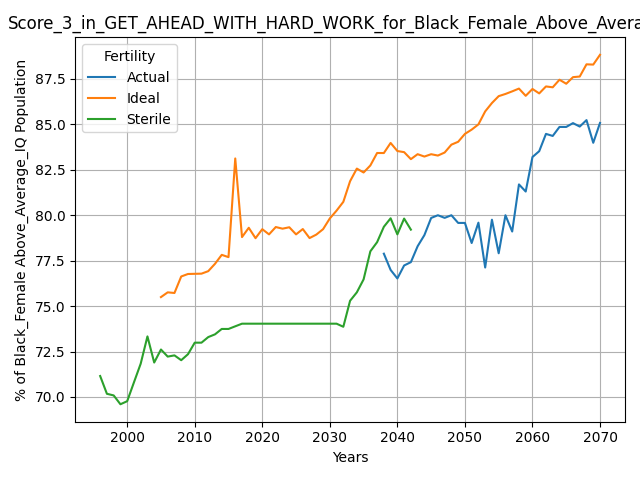 Score_3_in_GET_AHEAD_WITH_HARD_WORK_for_Black_Female_Above_Avera
Fertility
Actual
Ideal
Sterile
% of Black_Female Above_Average_IQ Population
87.5
85.0
82.5
80.0
77.5
75.0
72.5
70.0
2000 2010 2020 2030 2040 2050 2060 2070
Years